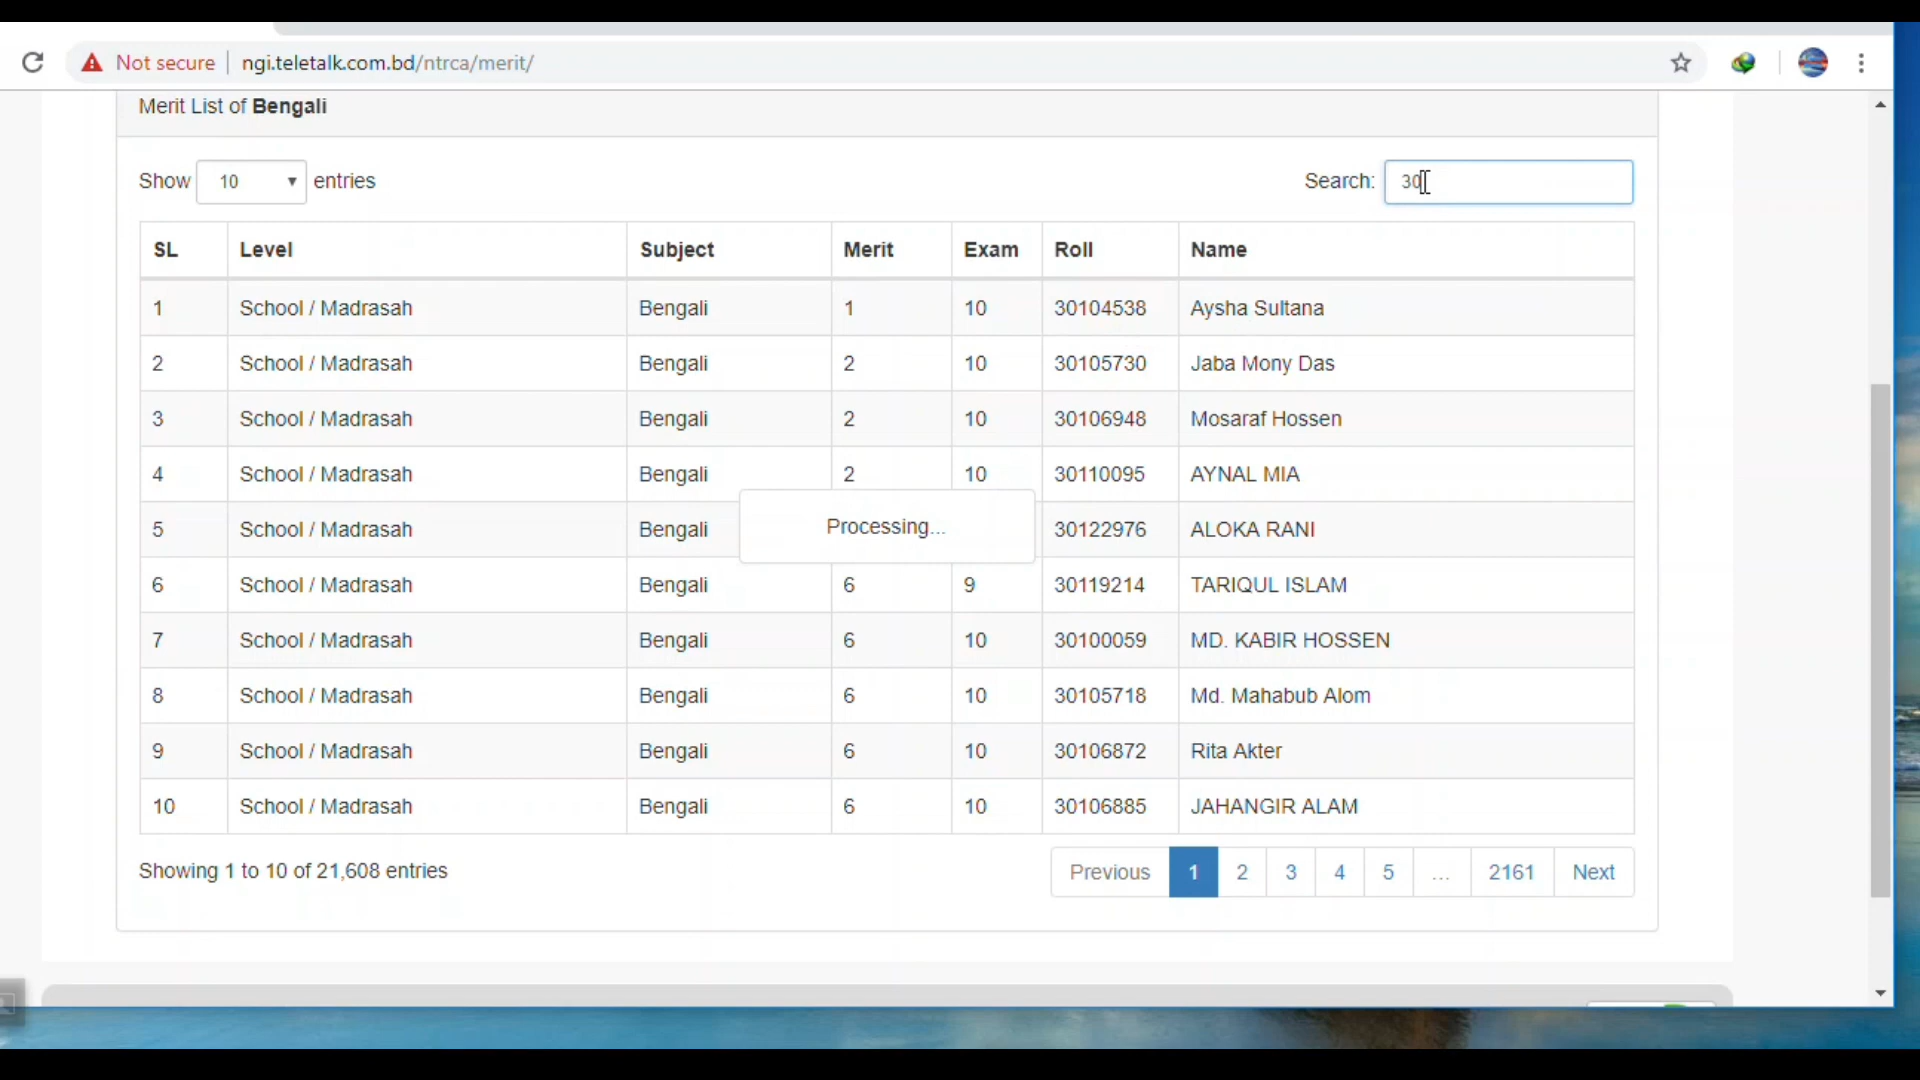 Not secure ngi.teletalk.com.bd/ntrca/merit/
Merit List of Bengali
Show 10 entries Search: 30
SL Level Subject Merit Exam Roll Name
1 School / Madrasah Bengali 1 10 30104538 Aysha Sultana
2 School / Madrasah Bengali 2 10 30105730 Jaba Mony Das
3 School / Madrasah Bengali 2 10 30106948 Mosaraf Hossen
4 School / Madrasah Bengali 2 10 30110095 AYNAL MIA
5 School / Madrasah Bengali 30122976 ALOKA RANI
Processing...
6 School / Madrasah Bengali 6 9 30119214 TARIQUL ISLAM
7 School / Madrasah Bengali 6 10 30100059 MD. KABIR HOSSEN
8 School / Madrasah Bengali 6 10 30105718 Md. Mahabub Alom
9 School / Madrasah Bengali 6 10 30106872 Rita Akter
10 School / Madrasah Bengali 6 10 30106885 JAHANGIR ALAM
Showing 1 to 10 of 21,608 entries Previous 1 2 3 4 5 ... 2161 Next